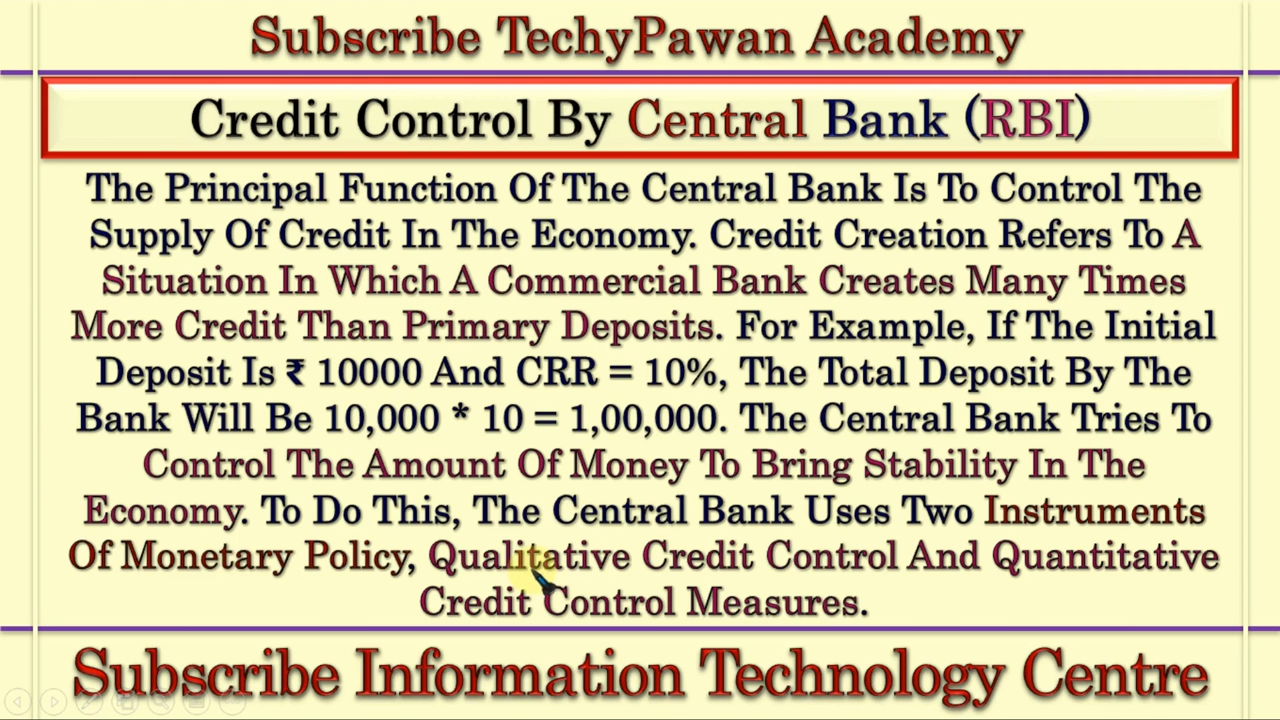 Subscribe TechyPawan Academy
Credit Control By Central Bank (RBI)
The Principal Function Of The Central Bank Is To Control The
Supply Of Credit In The Economy. Credit Creation Refers To A
Situation In Which A Commercial Bank Creates Many Times
More Credit Than Primary Deposits. For Example, If The Initial
Deposit Is ₹ 10000 And CRR = 10%, The Total Deposit By The
Bank Will Be 10,000 * 10 = 1,00,000. The Central Bank Tries To
Control The Amount Of Money To Bring Stability In The
Economy. To Do This, The Central Bank Uses Two Instruments
Of Monetary Policy, Qualitative Credit Control And Quantitative
Credit Control Measures.
Subscribe Information Technology Centre